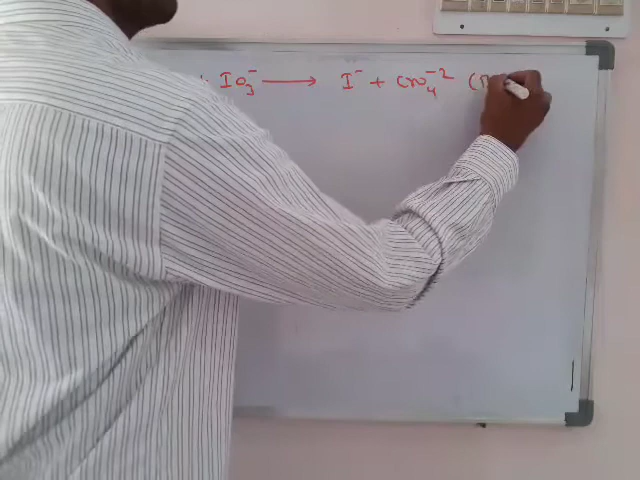 + IO₃⁻ ⟶ I⁻ + CrO₄⁻² (